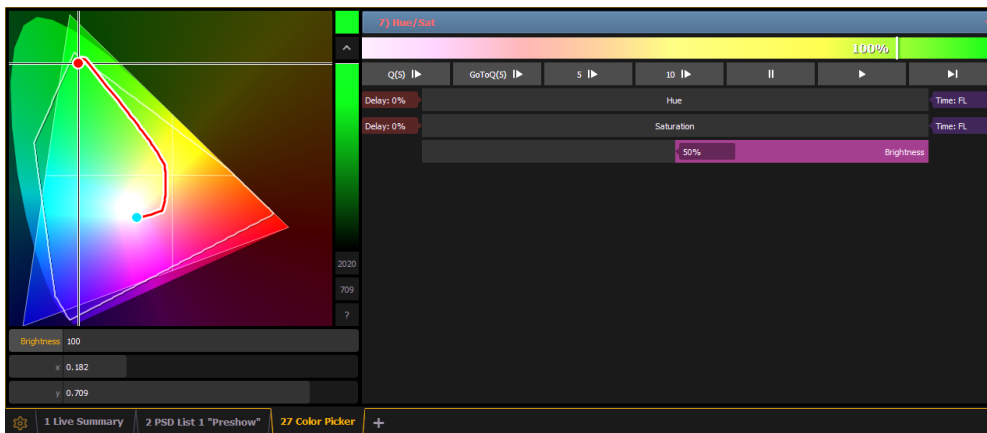 7) Hue/Sat
100%
Q(5)
GoToQ(5)
5
10
Delay: 0%
Hue
Time: FL
Delay: 0%
Saturation
Time: FL
50%
Brightness
2020
709
?
Brightness 100
x 0.182
y 0.709
1 Live Summary
2 PSD List 1 "Preshow"
27 Color Picker
+